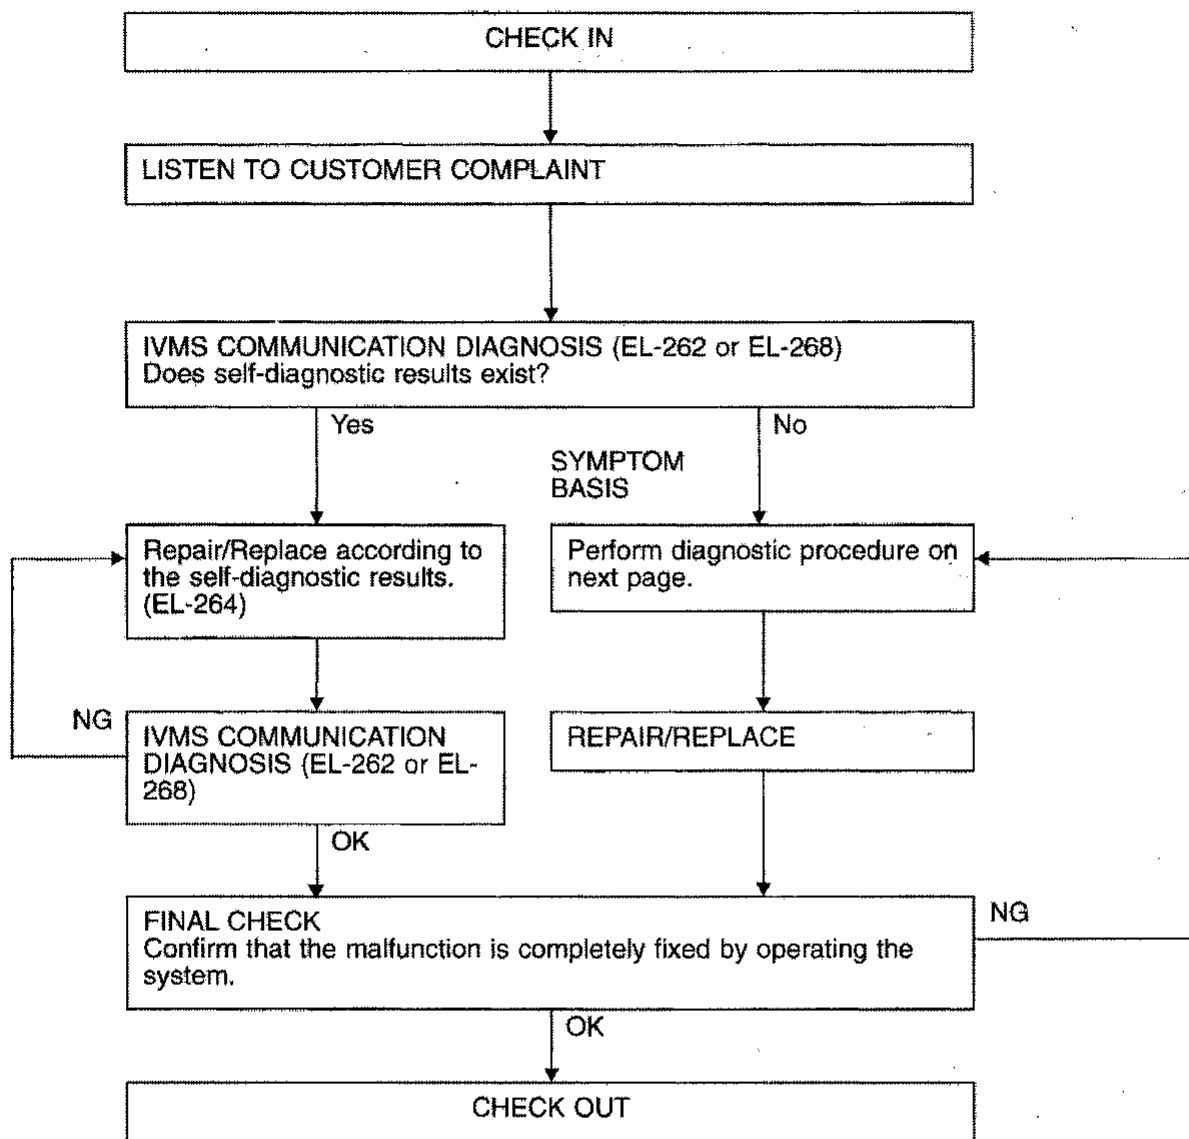 CHECK IN
LISTEN TO CUSTOMER COMPLAINT
IVMS COMMUNICATION DIAGNOSIS (EL-262 or EL-268)
Does self-diagnostic results exist?
Yes
No
SYMPTOM
BASIS
Repair/Replace according to
the self-diagnostic results.
(EL-264)
Perform diagnostic procedure on
next page.
NG
IVMS COMMUNICATION
DIAGNOSIS (EL-262 or EL-
268)
REPAIR/REPLACE
OK
FINAL CHECK
Confirm that the malfunction is completely fixed by operating the
system.
NG
OK
CHECK OUT